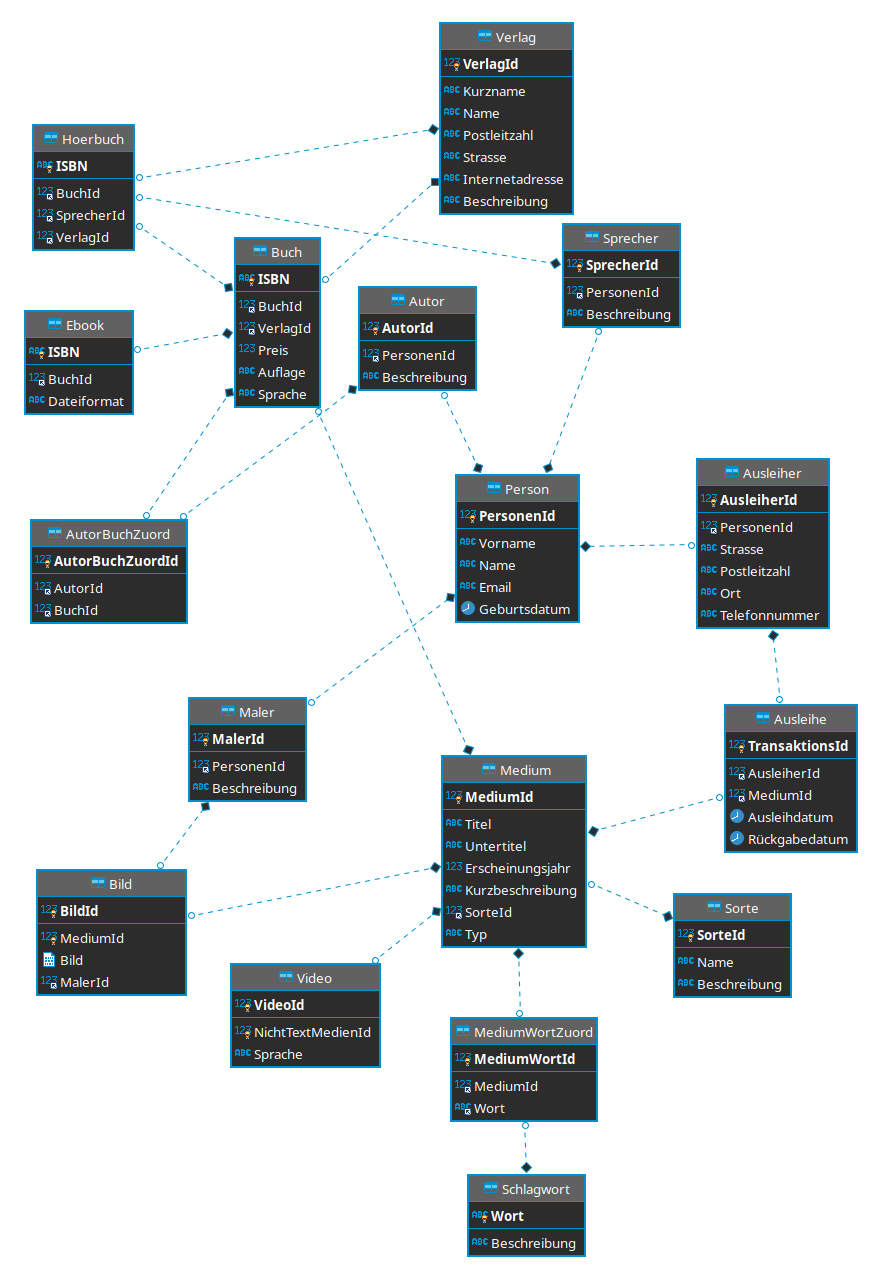 Verlag
VerlagId
Kurzname
Name
Postleitzahl
Strasse
Internetadresse
Beschreibung
Hoerbuch
ISBN
BuchId
SprecherId
VerlagId
Sprecher
SprecherId
PersonenId
Beschreibung
Buch
ISBN
BuchId
VerlagId
Preis
Auflage
Sprache
Autor
AutorId
PersonenId
Beschreibung
Ebook
ISBN
BuchId
Dateiformat
Ausleiher
AusleiherId
PersonenId
Strasse
Postleitzahl
Ort
Telefonnummer
Person
PersonenId
Vorname
Name
Email
Geburtsdatum
AutorBuchZuord
AutorBuchZuordId
AutorId
BuchId
Maler
MalerId
PersonenId
Beschreibung
Ausleihe
TransaktionsId
AusleiherId
MediumId
Ausleihdatum
Rückgabedatum
Medium
MediumId
Titel
Untertitel
Erscheinungsjahr
Kurzbeschreibung
SorteId
Typ
Bild
BildId
MediumId
Bild
MalerId
Sorte
SorteId
Name
Beschreibung
Video
VideoId
NichtTextMedienId
Sprache
MediumWortZuord
MediumWortId
MediumId
Wort
Schlagwort
Wort
Beschreibung